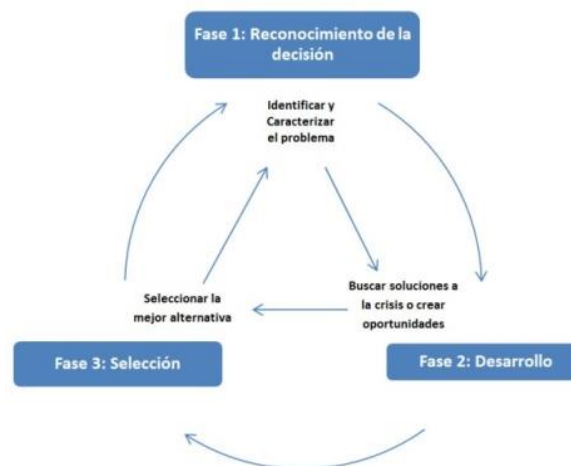 Fase 1: Reconocimiento de la
decisión
Identificar y
Caracterizar
el problema
Seleccionar la
mejor alternativa
Buscar soluciones a
la crisis o crear
oportunidades
Fase 3: Selección
Fase 2: Desarrollo